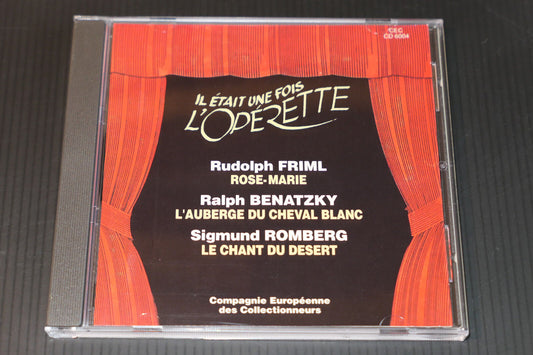 CEC
CD 6004
IL ÉTAIT UNE FOIS
L'OPÉRETTE
Rudolph FRIML
ROSE-MARIE
Ralph BENATZKY
L'AUBERGE DU CHEVAL BLANC
Sigmund ROMBERG
LE CHANT DU DESERT
Compagnie Européenne
des Collectionneurs